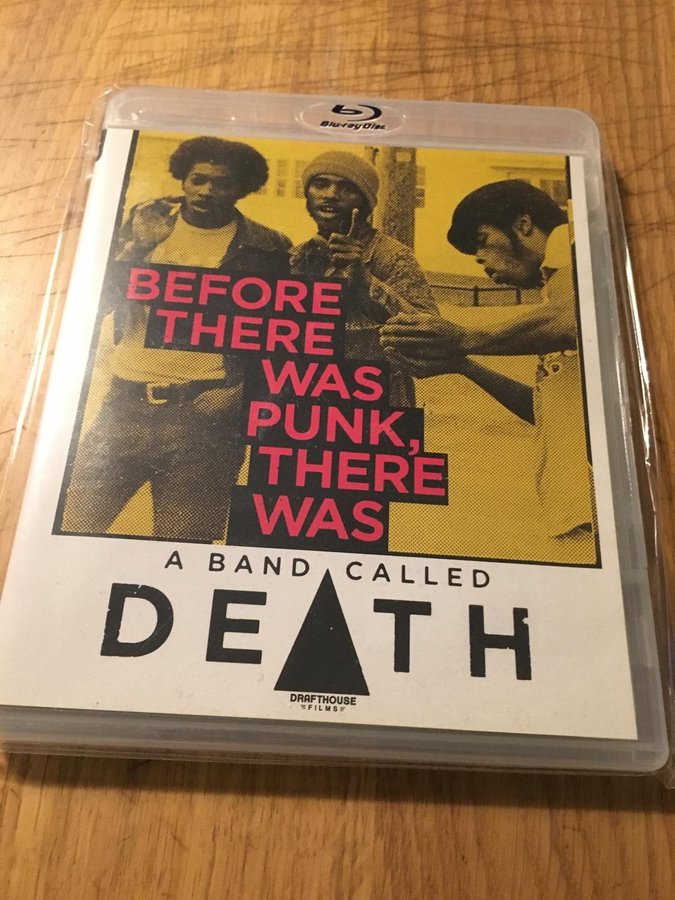 Blu-ray Disc
BEFORE
THERE
WAS
PUNK,
THERE
WAS
A BAND CALLED
DEATH
DRAFTHOUSE
FILMS